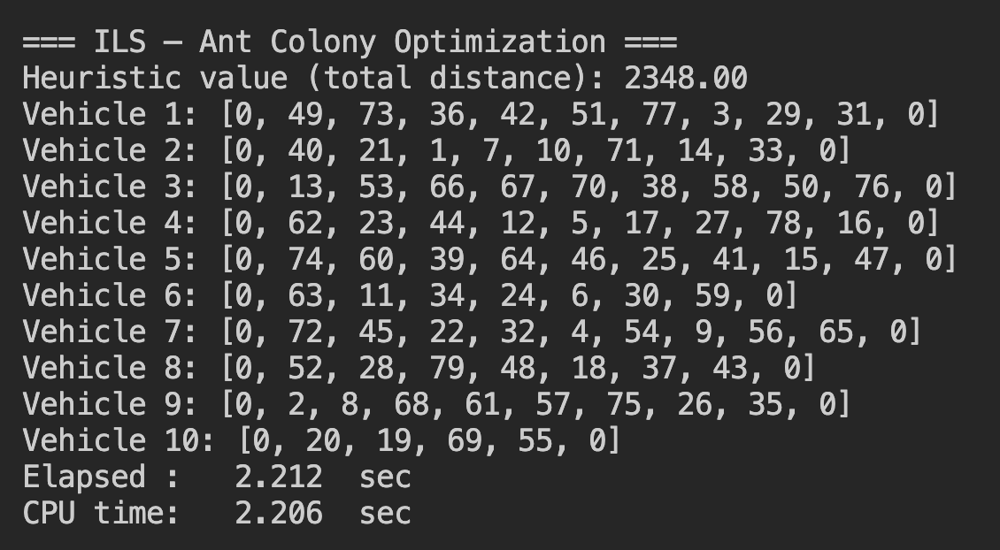 === ILS – Ant Colony Optimization ===
Heuristic value (total distance): 2348.00
Vehicle 1: [0, 49, 73, 36, 42, 51, 77, 3, 29, 31, 0]
Vehicle 2: [0, 40, 21, 1, 7, 10, 71, 14, 33, 0]
Vehicle 3: [0, 13, 53, 66, 67, 70, 38, 58, 50, 76, 0]
Vehicle 4: [0, 62, 23, 44, 12, 5, 17, 27, 78, 16, 0]
Vehicle 5: [0, 74, 60, 39, 64, 46, 25, 41, 15, 47, 0]
Vehicle 6: [0, 63, 11, 34, 24, 6, 30, 59, 0]
Vehicle 7: [0, 72, 45, 22, 32, 4, 54, 9, 56, 65, 0]
Vehicle 8: [0, 52, 28, 79, 48, 18, 37, 43, 0]
Vehicle 9: [0, 2, 8, 68, 61, 57, 75, 26, 35, 0]
Vehicle 10: [0, 20, 19, 69, 55, 0]
Elapsed :   2.212  sec
CPU time:   2.206  sec